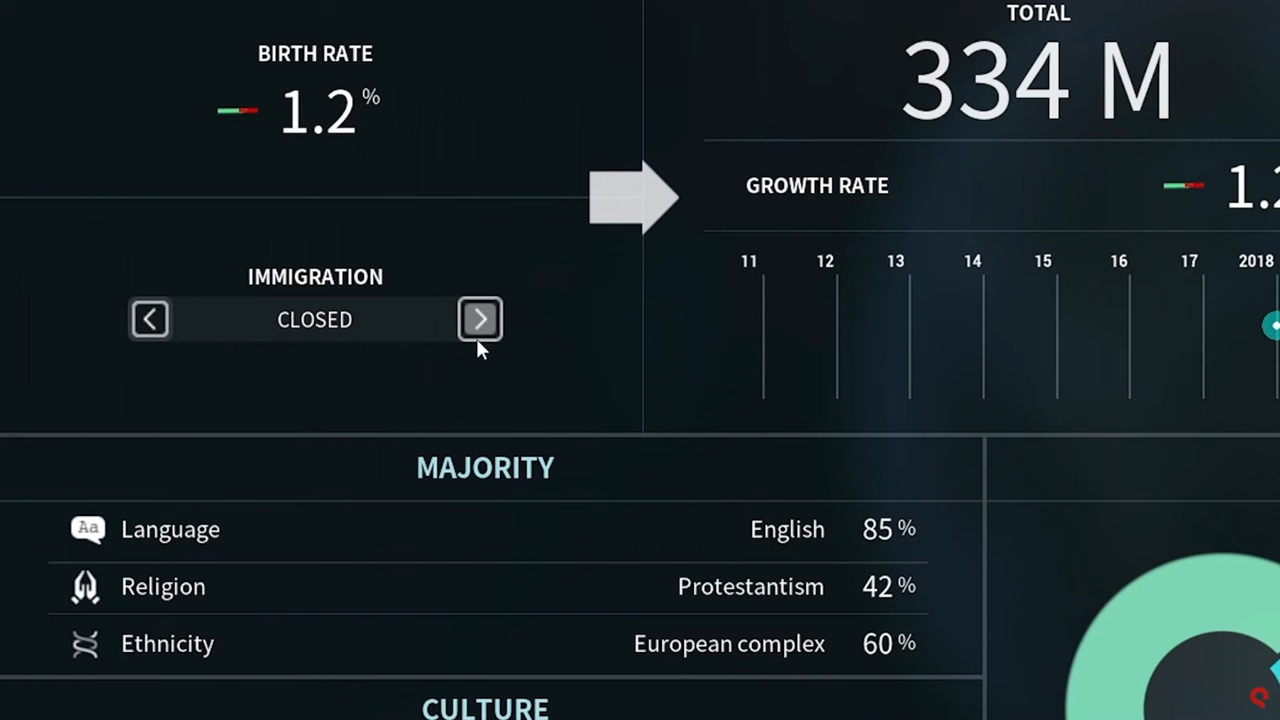 BIRTH RATE
1.2 %
IMMIGRATION
CLOSED
TOTAL
334 M
GROWTH RATE
11 12 13 14 15 16 17 2018
MAJORITY
Aa Language English 85 %
Religion Protestantism 42 %
Ethnicity European complex 60 %
CULTURE